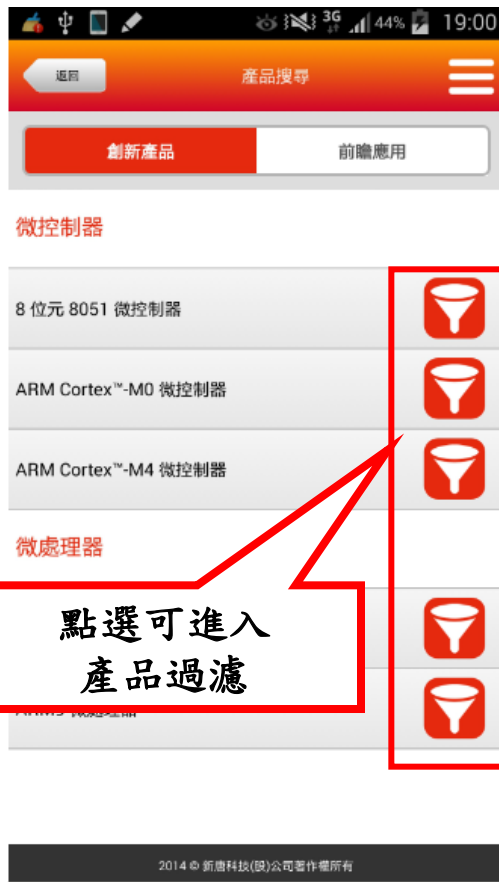 3G 44% 19:00
返回 產品搜尋
創新產品 前瞻應用
微控制器
8 位元 8051 微控制器
ARM Cortex™-M0 微控制器
ARM Cortex™-M4 微控制器
微處理器
點選可進入
產品過濾
2014 © 新唐科技(股)公司著作權所有